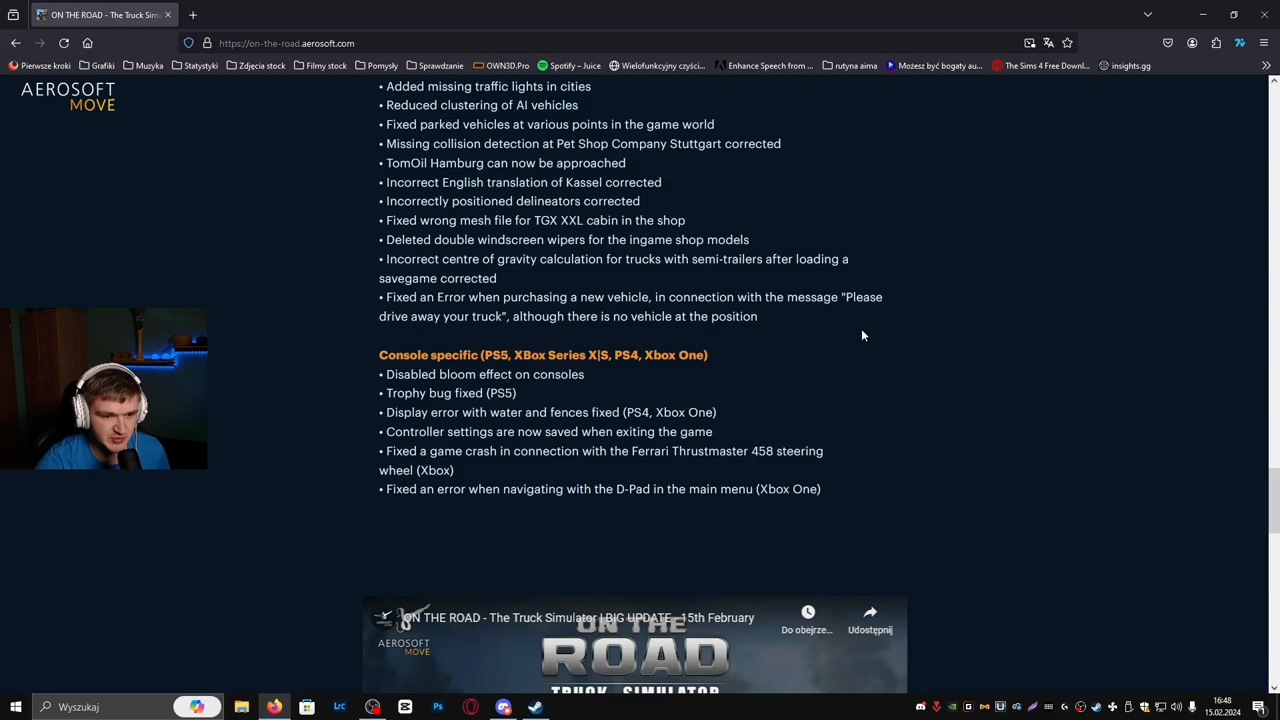 ON THE ROAD - The Truck Sim
https://on-the-road.aerosoft.com
Pierwsze kroki
Grafiki
Muzyka
Statystyki
Zdjęcia stock
Filmy stock
Pomysły
Sprawdzanie
OWN3D.Pro
Spotify – Juice
Wielofunkcyjny czyści...
Enhance Speech from ...
rutyna aima
Możesz być bogaty au...
The Sims 4 Free Downl...
insights.gg
AEROSOFT
MOVE
• Added missing traffic lights in cities
• Reduced clustering of AI vehicles
• Fixed parked vehicles at various points in the game world
• Missing collision detection at Pet Shop Company Stuttgart corrected
• TomOil Hamburg can now be approached
• Incorrect English translation of Kassel corrected
• Incorrectly positioned delineators corrected
• Fixed wrong mesh file for TGX XXL cabin in the shop
• Deleted double windscreen wipers for the ingame shop models
• Incorrect centre of gravity calculation for trucks with semi-trailers after loading a
savegame corrected
• Fixed an Error when purchasing a new vehicle, in connection with the message "Please
drive away your truck", although there is no vehicle at the position
Console specific (PS5, XBox Series X|S, PS4, Xbox One)
• Disabled bloom effect on consoles
• Trophy bug fixed (PS5)
• Display error with water and fences fixed (PS4, Xbox One)
• Controller settings are now saved when exiting the game
• Fixed a game crash in connection with the Ferrari Thrustmaster 458 steering
wheel (Xbox)
• Fixed an error when navigating with the D-Pad in the main menu (Xbox One)
ON THE ROAD - The Truck Simulator | BIG UPDATE - 15th February
Do obejrze...
Udostępnij
AEROSOFT
MOVE
ON THE
ROAD
TRUCK SIMULATOR
Wyszukaj
LrC
Ps
16:48
15.02.2024